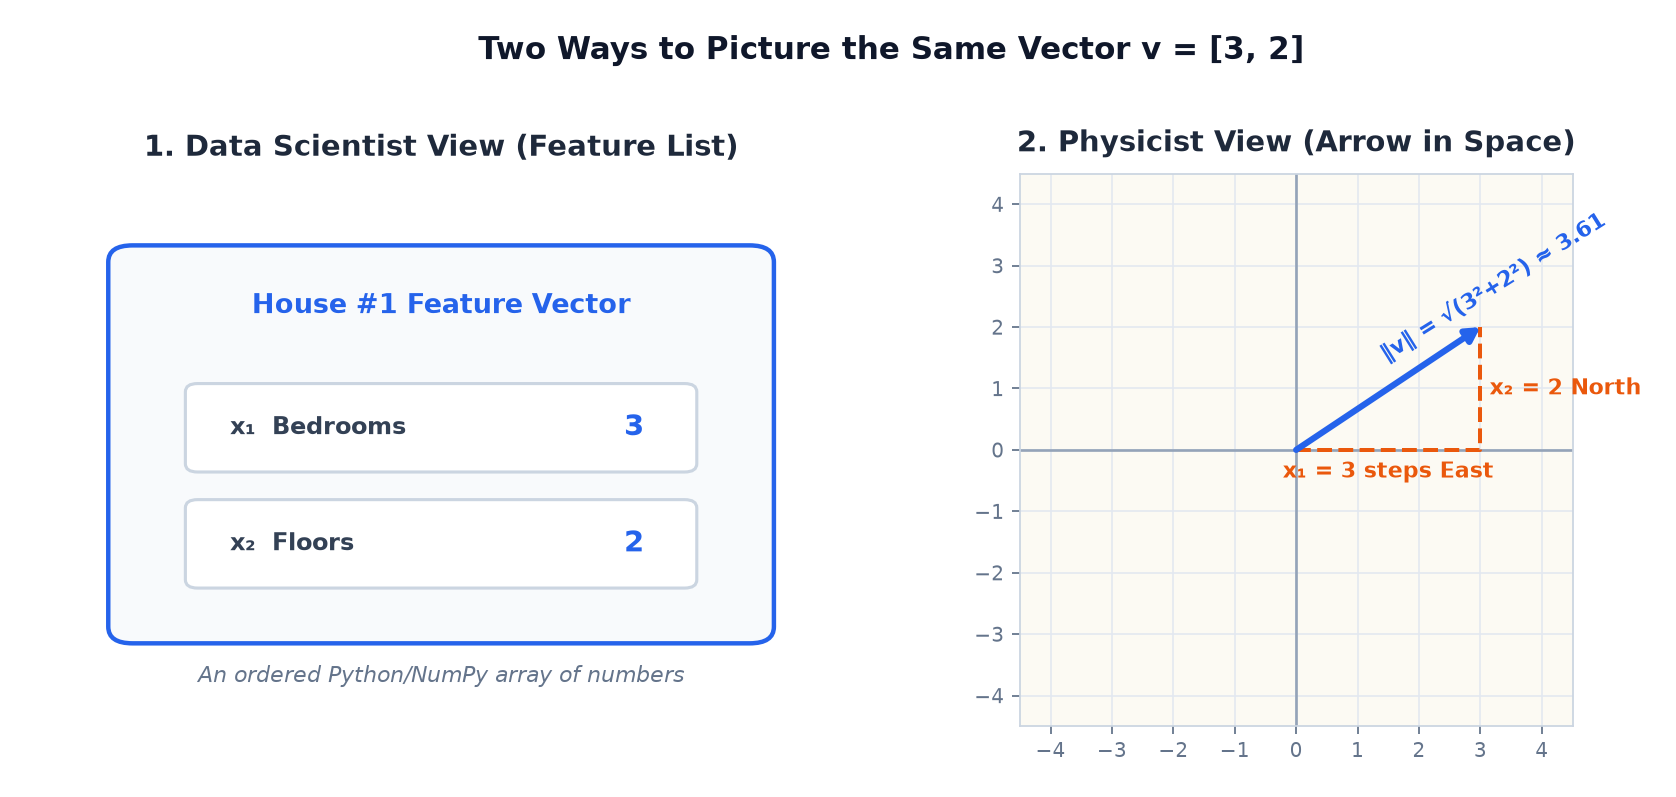 Two Ways to Picture the Same Vector v = [3, 2]
1. Data Scientist View (Feature List)
House #1 Feature Vector
x₁ Bedrooms 3
x₂ Floors 2
An ordered Python/NumPy array of numbers
2. Physicist View (Arrow in Space)
4
3
2
1
0
−1
−2
−3
−4
‖v‖ = √(3²+2²) ≈ 3.61
x₂ = 2 North
x₁ = 3 steps East
−4 −3 −2 −1 0 1 2 3 4